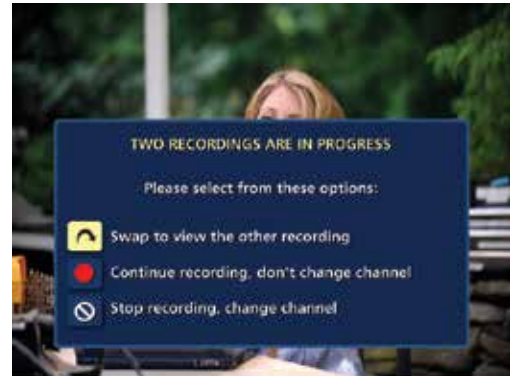 TWO RECORDINGS ARE IN PROGRESS
Please select from these options:
Swap to view the other recording
Continue recording, don't change channel
Stop recording, change channel